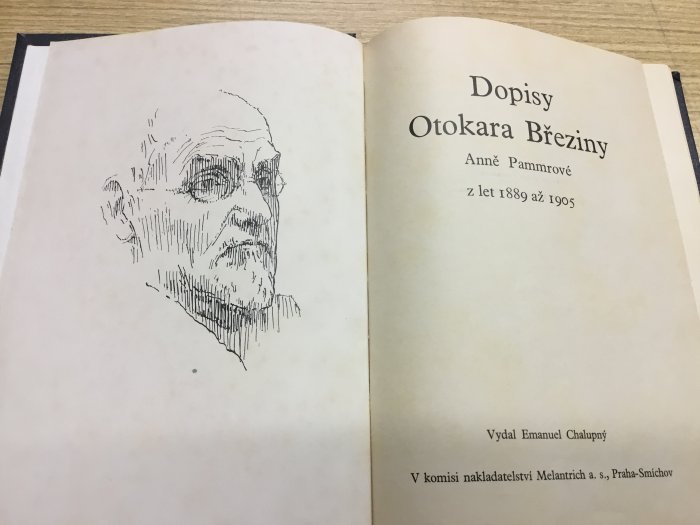 Dopisy
Otokara Březiny
Anně Pammrové
z let 1889 až 1905
Vydal Emanuel Chalupný
V komisi nakladatelství Melantrich a. s., Praha-Smíchov